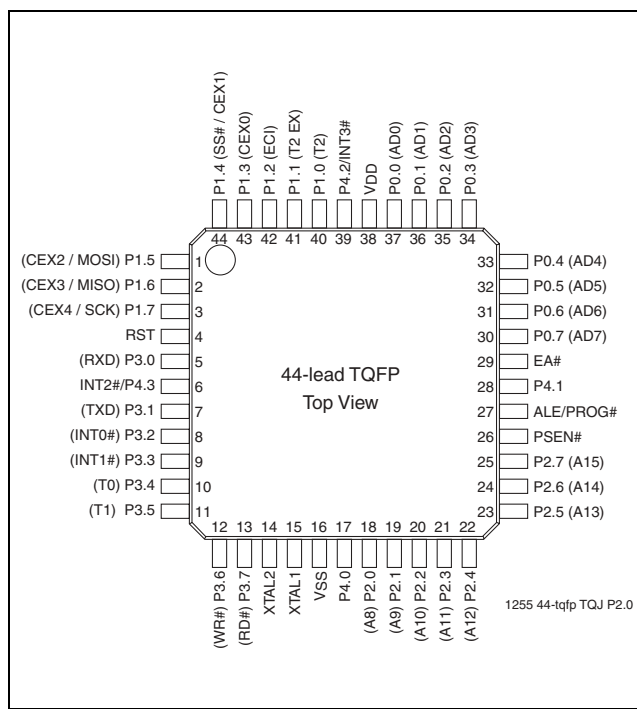 P1.4 (SS# / CEX1)
P1.3 (CEX0)
P1.2 (ECI)
P1.1 (T2 EX)
P1.0 (T2)
P4.2/INT3#
VDD
P0.0 (AD0)
P0.1 (AD1)
P0.2 (AD2)
P0.3 (AD3)
44 43 42 41 40 39 38 37 36 35 34
(CEX2 / MOSI) P1.5 1
(CEX3 / MISO) P1.6 2
(CEX4 / SCK) P1.7 3
RST 4
(RXD) P3.0 5
INT2#/P4.3 6
(TXD) P3.1 7
(INT0#) P3.2 8
(INT1#) P3.3 9
(T0) P3.4 10
(T1) P3.5 11
44-lead TQFP
Top View
33 P0.4 (AD4)
32 P0.5 (AD5)
31 P0.6 (AD6)
30 P0.7 (AD7)
29 EA#
28 P4.1
27 ALE/PROG#
26 PSEN#
25 P2.7 (A15)
24 P2.6 (A14)
23 P2.5 (A13)
12 13 14 15 16 17 18 19 20 21 22
(WR#) P3.6
(RD#) P3.7
XTAL2
XTAL1
VSS
P4.0
(A8) P2.0
(A9) P2.1
(A10) P2.2
(A11) P2.3
(A12) P2.4
1255 44-tqfp TQJ P2.0